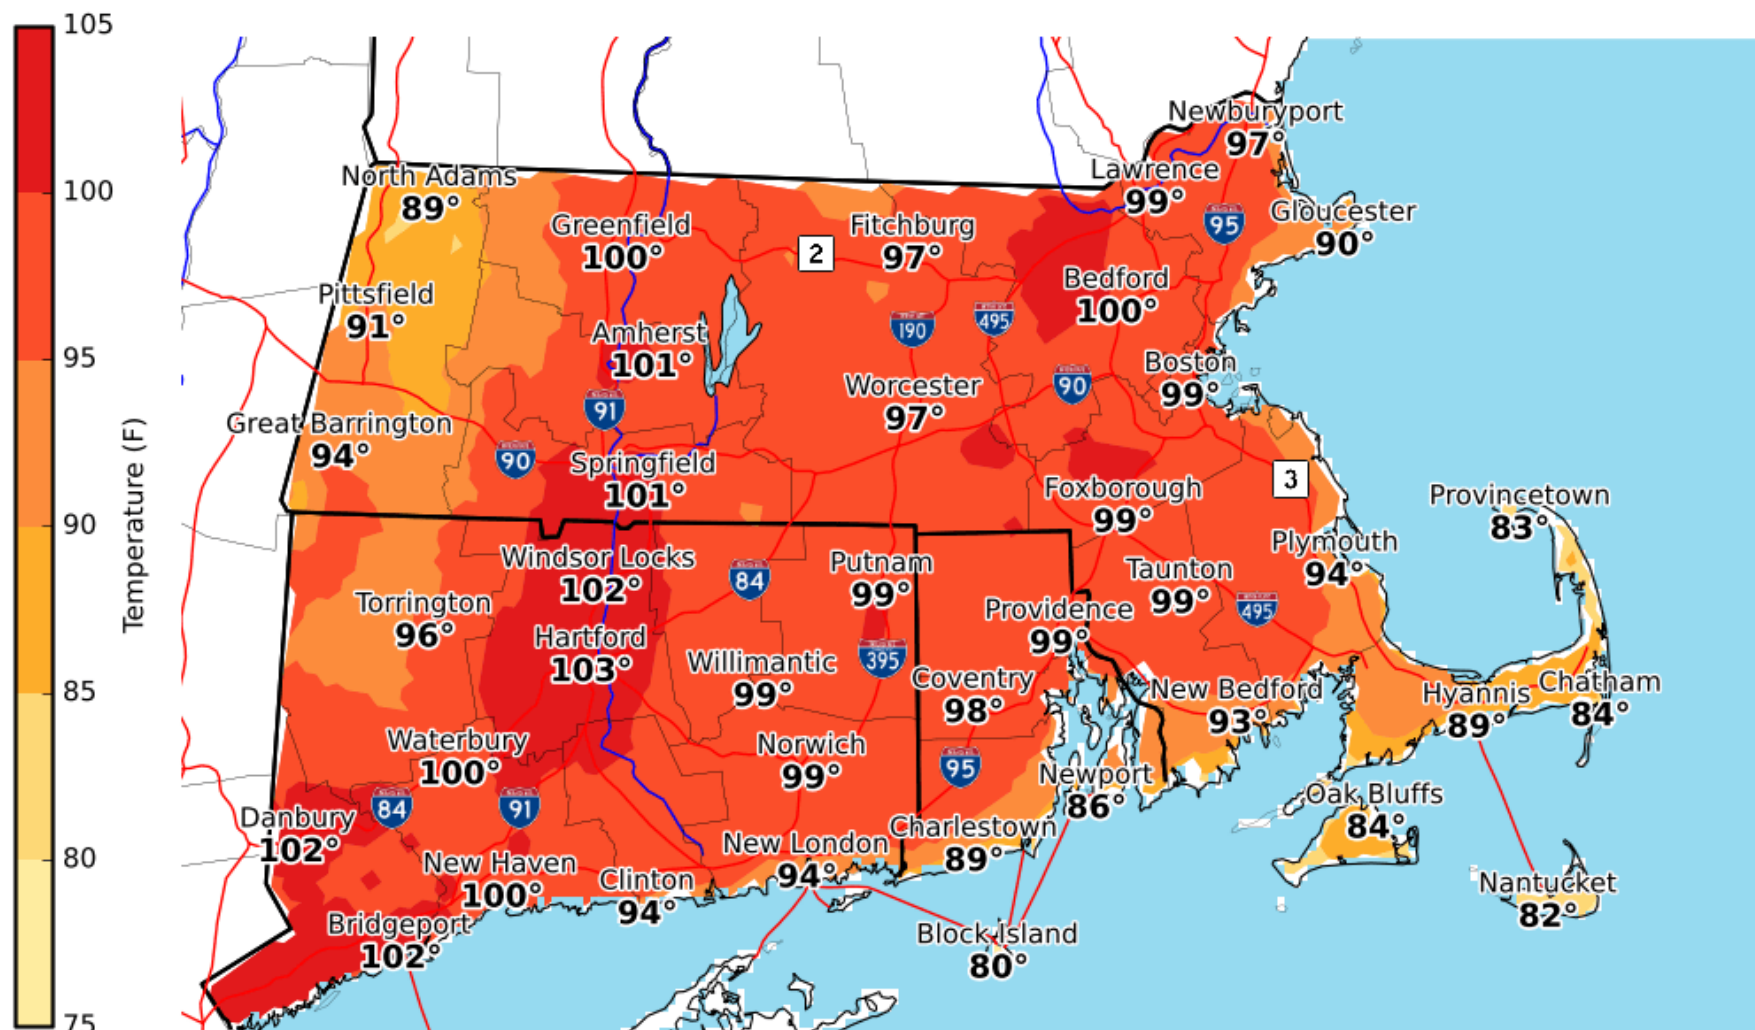 105
100
95
90
85
80
75
Temperature (F)
Newburyport
97°
Lawrence
99°
North Adams
89°
95
Gloucester
90°
Greenfield
100°
2
Fitchburg
97°
Bedford
100°
Pittsfield
91°
190
495
Amherst
101°
Boston
99°
Worcester
97°
90
91
Great Barrington
94°
90
Springfield
101°
3
Foxborough
99°
Provincetown
83°
Plymouth
94°
Windsor Locks
102°
84
Putnam
99°
Taunton
99°
495
Torrington
96°
Providence
99°
Hartford
103°
395
Willimantic
99°
Coventry
98°
New Bedford
93°
Hyannis
89°
Chatham
84°
Waterbury
100°
Norwich
99°
95
Newport
86°
Oak Bluffs
84°
84
91
Danbury
102°
Charlestown
89°
New London
94°
New Haven
100°
Clinton
94°
Nantucket
82°
Bridgeport
102°
Block Island
80°